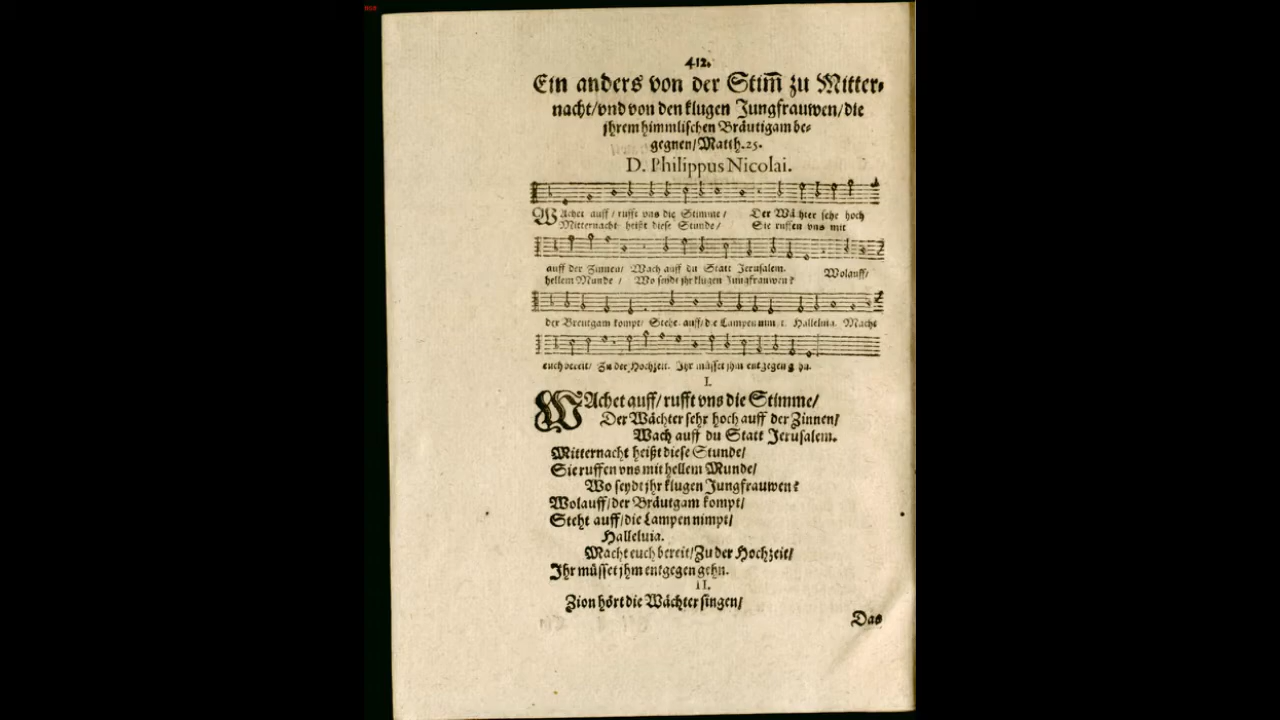 412.
Ein anders von der Stim̃ zu Mitter⸗
nacht/vnd von den klugen Jungfrauwen/die
jhrem himmlischen Bräutigam be⸗
gegnen/Matth.25.
D. Philippus Nicolai.
WAchet auff/ rufft vns die Stimme/ Der Wächter sehr hoch
Mitternacht heißt diese Stunde/ Sie ruffen vns mit
auff der Zinnen/ Wach auff du Statt Jerusalem. Wolauff/
hellem Munde / Wo seydt jhr klugen Jungfrauwen?
der Breutgam kompt/ Stehe auff/die Lampen Halleluia. Macht
euch bereit/ Zu der Hochzeit. Ihr müsset jhm entgegen
I.
WAchet auff/ rufft vns die Stimme/
Der Wächter sehr hoch auff der Zinnen/
Wach auff du Statt Jerusalem.
Mitternacht heißt diese Stunde/
Sie ruffen vns mit hellem Munde/
Wo seydt jhr klugen Jungfrauwen?
Wolauff/der Bräutgam kompt/
Steht auff/die Lampen nimpt/
Halleluia.
Macht euch bereit/Zu der Hochzeit/
Ihr müsset jhm entgegen gehn.
II.
Zion hört die Wächter singen/
Das